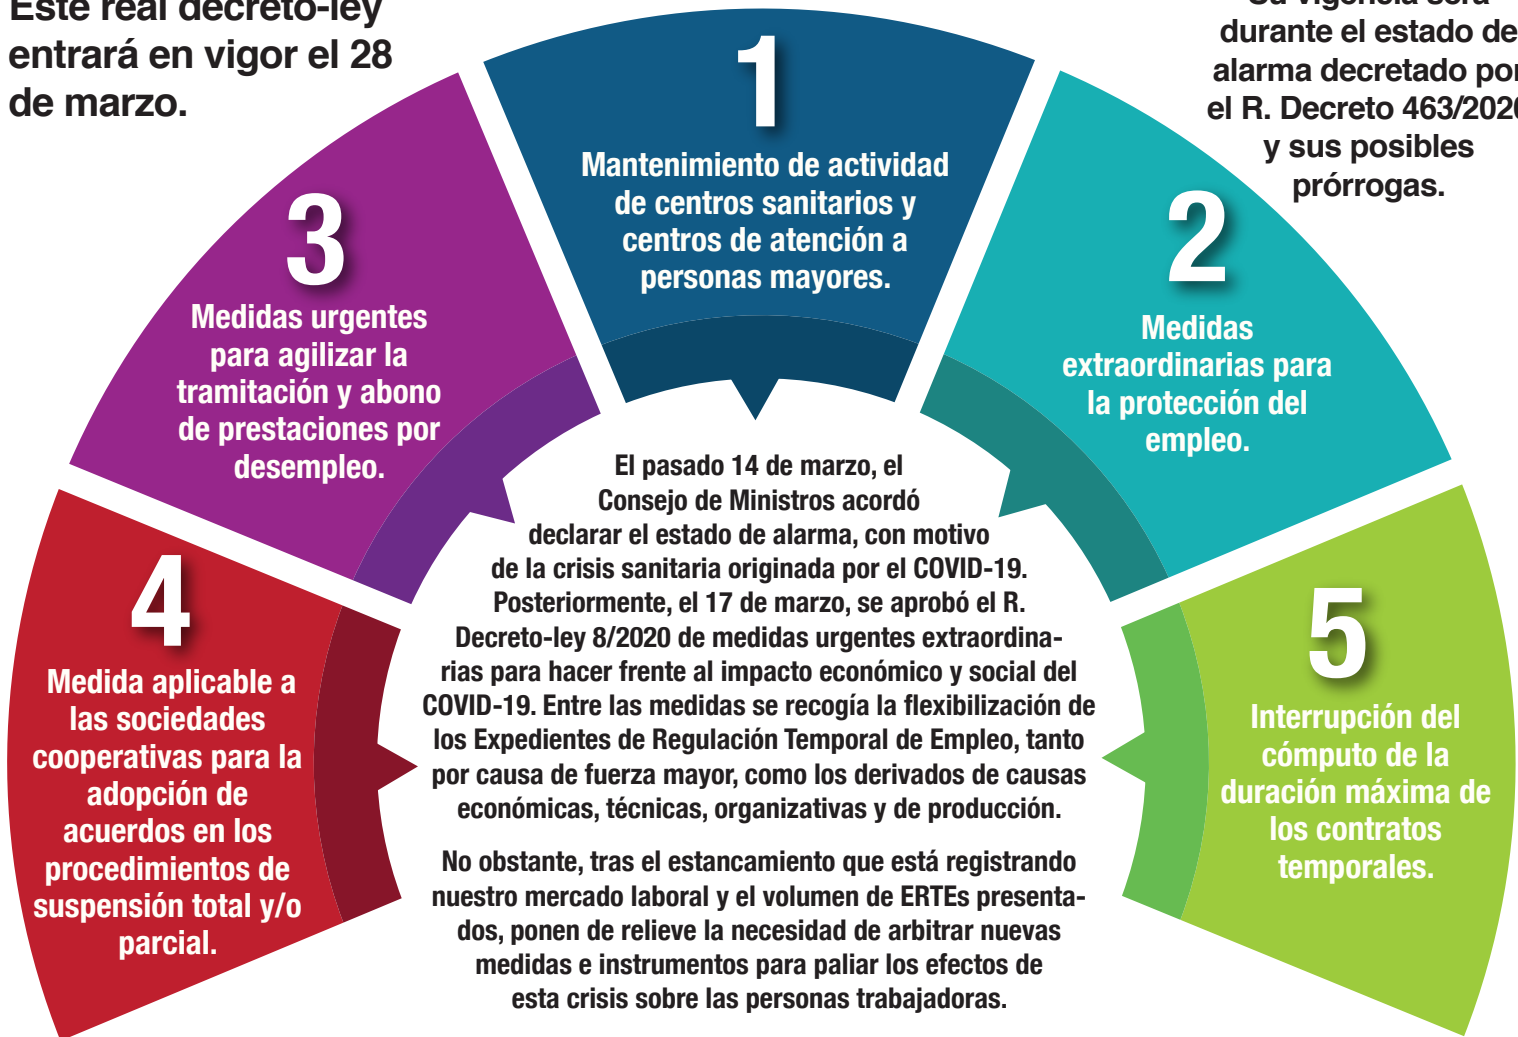 Este real decreto-ley
entrará en vigor el 28
de marzo.
Su vigencia será
durante el estado de
alarma decretado por
el R. Decreto 463/2020
y sus posibles
prórrogas.
1
Mantenimiento de actividad
de centros sanitarios y
centros de atención a
personas mayores.
2
Medidas
extraordinarias para
la protección del
empleo.
3
Medidas urgentes
para agilizar la
tramitación y abono
de prestaciones por
desempleo.
4
Medida aplicable a
las sociedades
cooperativas para la
adopción de
acuerdos en los
procedimientos de
suspensión total y/o
parcial.
5
Interrupción del
cómputo de la
duración máxima de
los contratos
temporales.
El pasado 14 de marzo, el
Consejo de Ministros acordó
declarar el estado de alarma, con motivo
de la crisis sanitaria originada por el COVID-19.
Posteriormente, el 17 de marzo, se aprobó el R.
Decreto-ley 8/2020 de medidas urgentes extraordina-
rias para hacer frente al impacto económico y social del
COVID-19. Entre las medidas se recogía la flexibilización de
los Expedientes de Regulación Temporal de Empleo, tanto
por causa de fuerza mayor, como los derivados de causas
económicas, técnicas, organizativas y de producción.
No obstante, tras el estancamiento que está registrando
nuestro mercado laboral y el volumen de ERTEs presenta-
dos, ponen de relieve la necesidad de arbitrar nuevas
medidas e instrumentos para paliar los efectos de
esta crisis sobre las personas trabajadoras.